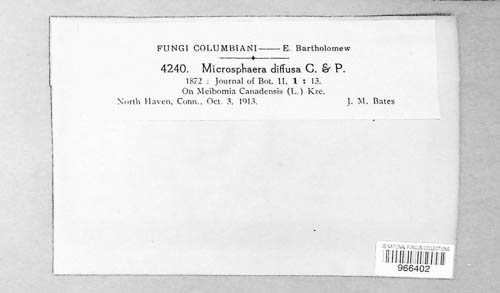 FUNGI COLUMBIANI—E. Bartholomew
4240. Microsphaera diffusa C. & P.
1872 : Journal of Bot. 11, 1 : 13.
On Meibomia Canadensis (L.) Kze.
North Haven, Conn., Oct. 3, 1913. J. M. Bates
US NATIONAL FUNGUS COLLECTIONS
966402